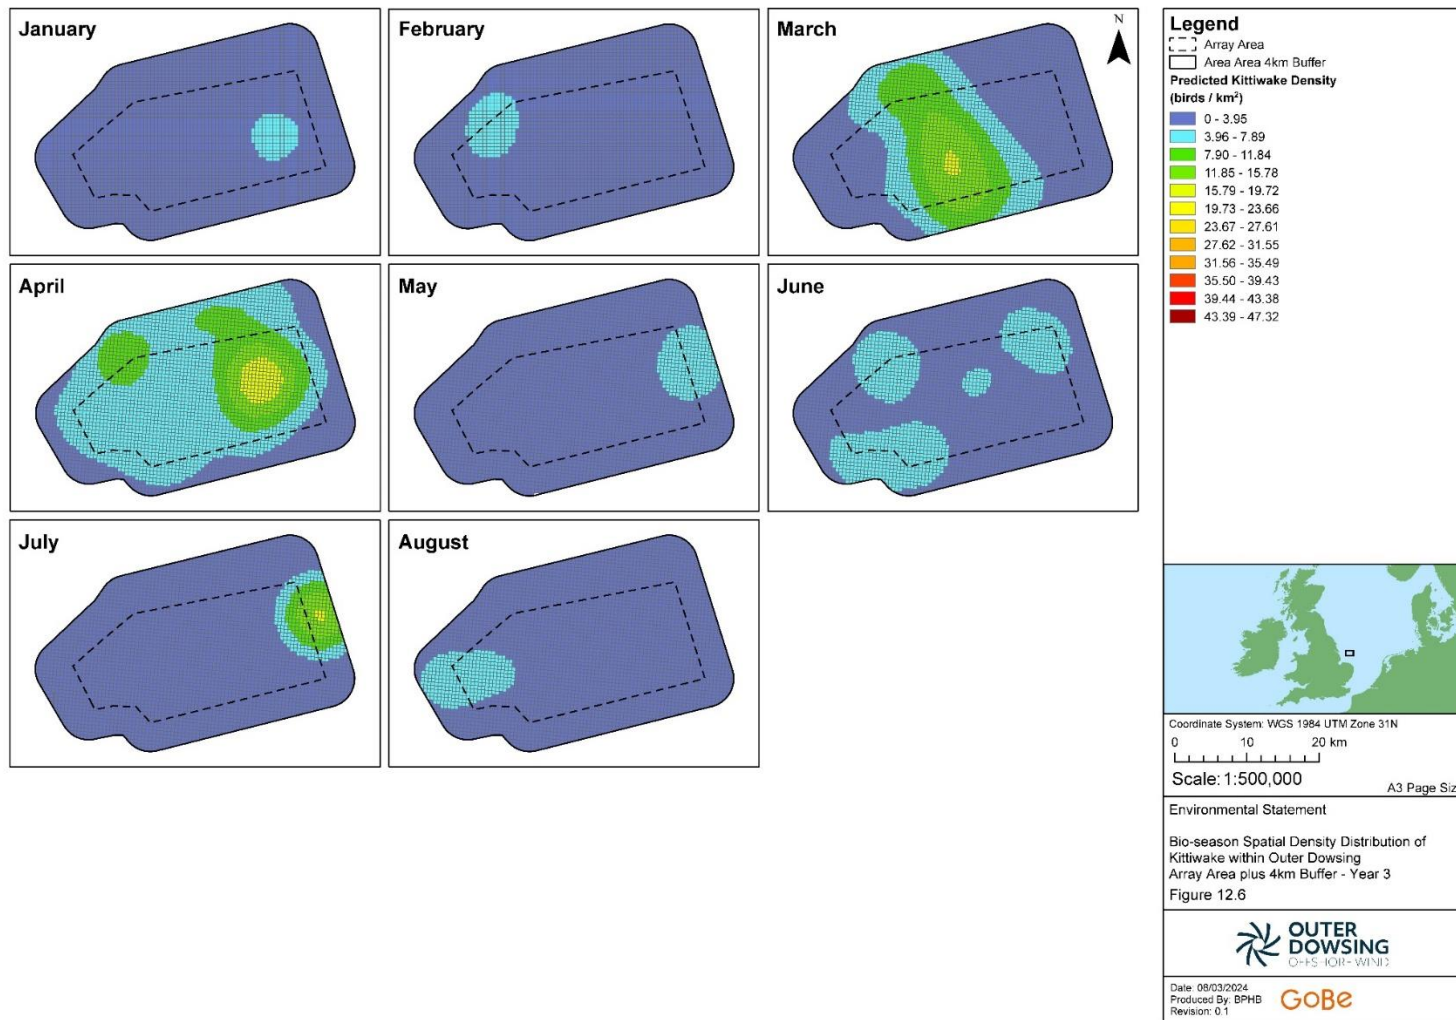 January
February
March
N
April
May
June
July
August
Legend
Array Area
Area Area 4km Buffer
Predicted Kittiwake Density
(birds / km²)
0 - 3.95
3.96 - 7.89
7.90 - 11.84
11.85 - 15.78
15.79 - 19.72
19.73 - 23.66
23.67 - 27.61
27.62 - 31.55
31.56 - 35.49
35.50 - 39.43
39.44 - 43.38
43.39 - 47.32
Coordinate System: WGS 1984 UTM Zone 31N
0 10 20 km
Scale: 1:500,000
A3 Page Siz
Environmental Statement
Bio-season Spatial Density Distribution of
Kittiwake within Outer Dowsing
Array Area plus 4km Buffer - Year 3
Figure 12.6
OUTER
DOWSING
OFFSHORE WIND
Date: 08/03/2024
Produced By: BPHB
Revision: 0.1
GoBe